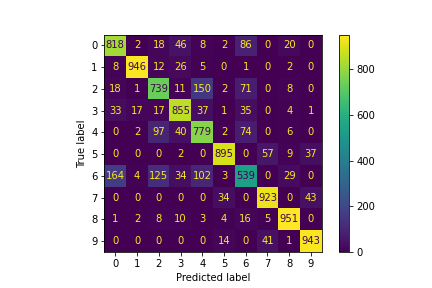 0 818 2 18 46 8 2 86 0 20 0
1 8 946 12 26 5 0 1 0 2 0
2 18 1 739 11 150 2 71 0 8 0
3 33 17 17 855 37 1 35 0 4 1
4 0 2 97 40 779 2 74 0 6 0
5 0 0 0 2 0 895 0 57 9 37
6 164 4 125 34 102 3 539 0 29 0
7 0 0 0 0 0 34 0 923 0 43
8 1 2 8 10 3 4 16 5 951 0
9 0 0 0 0 0 14 0 41 1 943
0 1 2 3 4 5 6 7 8 9
Predicted label
True label
800
600
400
200
0